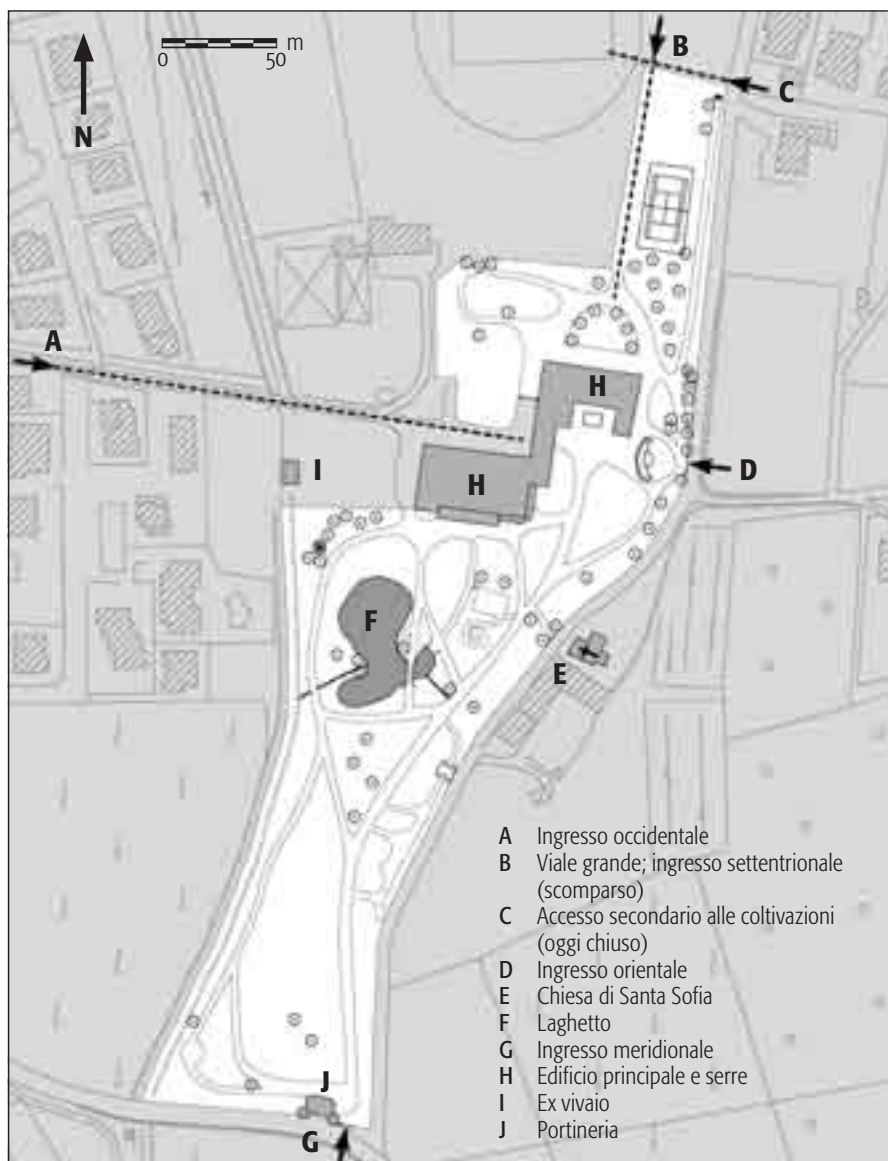 B
m
0 50
C
N
A
H
I
H
D
F
E
A Ingresso occidentale
B Viale grande; ingresso settentrionale
(scomparso)
C Accesso secondario alle coltivazioni
(oggi chiuso)
D Ingresso orientale
E Chiesa di Santa Sofia
F Laghetto
G Ingresso meridionale
H Edificio principale e serre
I Ex vivaio
J Portineria
J
G